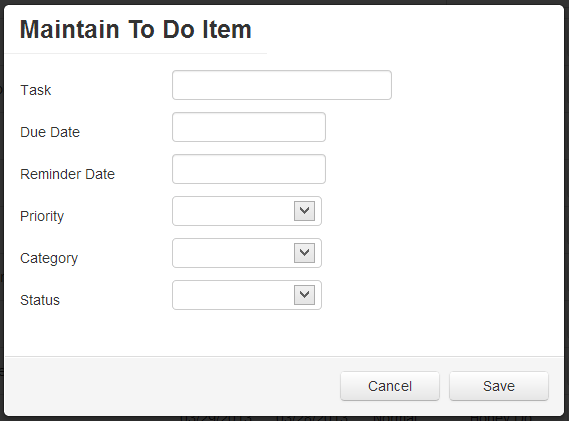 Maintain To Do Item
Task
Due Date
Reminder Date
Priority
Category
Status
Cancel Save